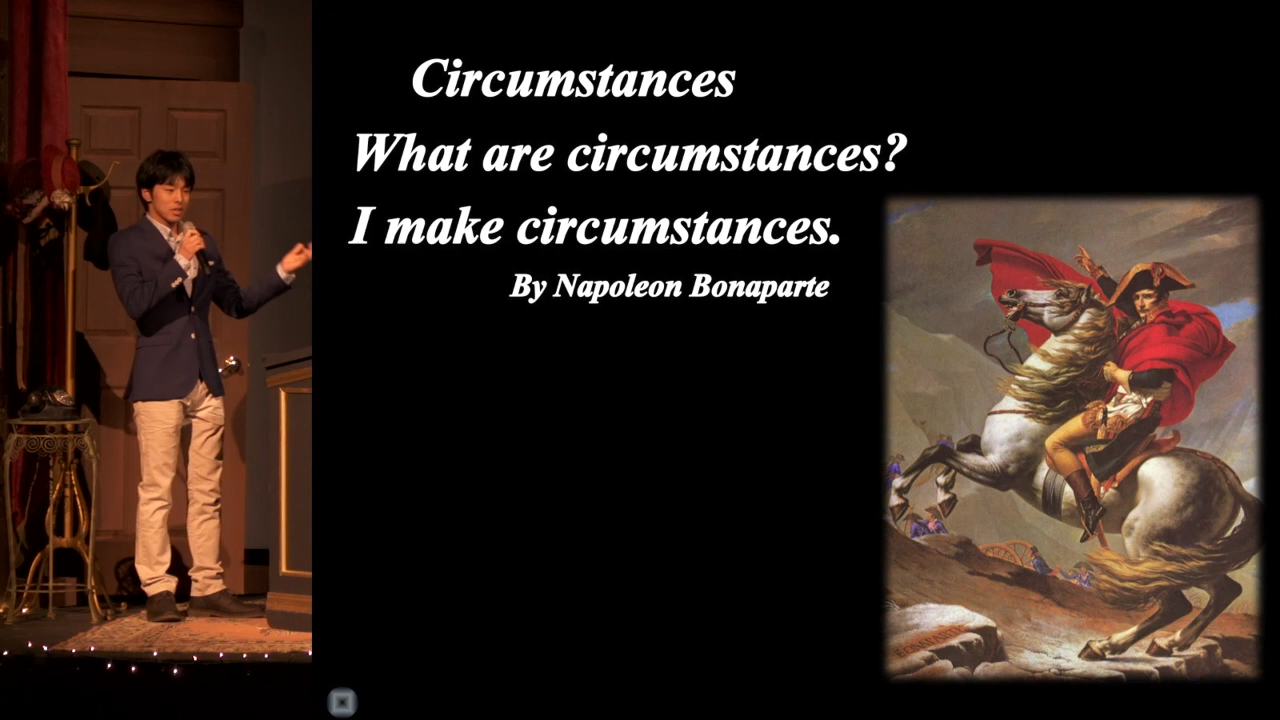 Circumstances
What are circumstances?
I make circumstances.
By Napoleon Bonaparte